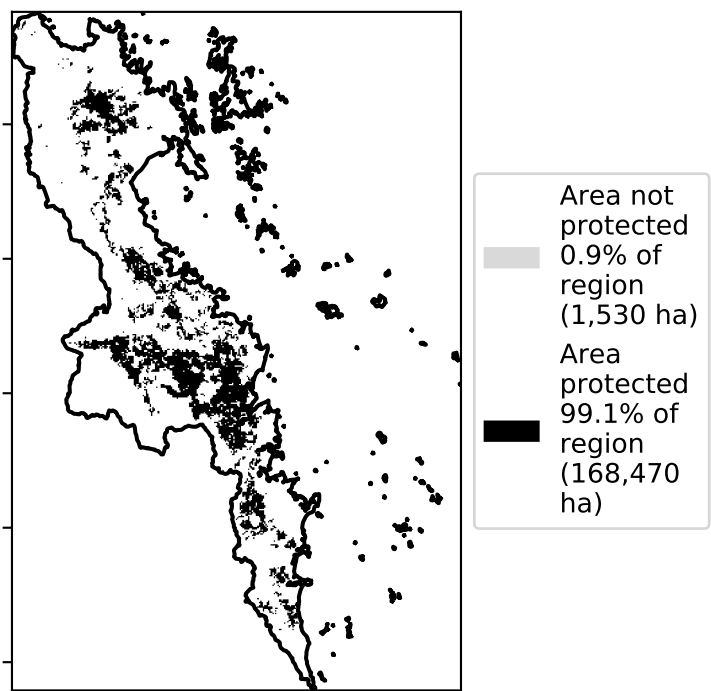 Area not
protected
0.9% of
region
(1,530 ha)
Area
protected
99.1% of
region
(168,470
ha)